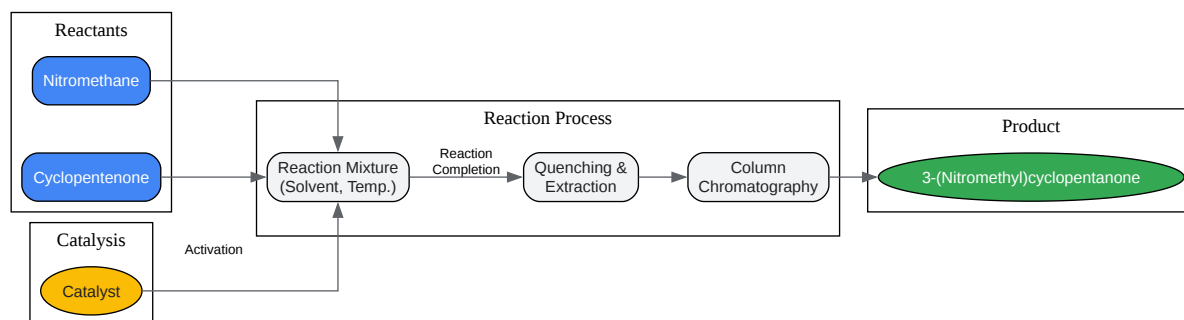 Reactants
Nitromethane
Cyclopentenone
Catalysis
Catalyst
Activation
Reaction Process
Reaction Mixture
(Solvent, Temp.)
Reaction
Completion
Quenching &
Extraction
Column
Chromatography
Product
3-(Nitromethyl)cyclopentanone